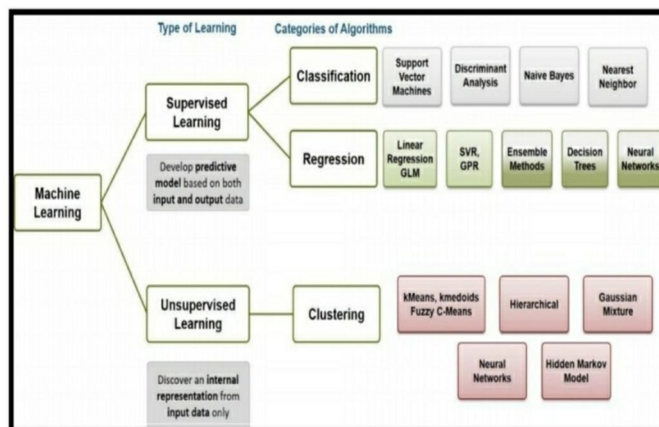 Type of Learning
Categories of Algorithms
Machine
Learning
Supervised
Learning
Develop predictive
model based on both
input and output data
Classification
Support
Vector
Machines
Discriminant
Analysis
Naive Bayes
Nearest
Neighbor
Regression
Linear
Regression
GLM
SVR,
GPR
Ensemble
Methods
Decision
Trees
Neural
Networks
Unsupervised
Learning
Discover an internal
representation from
input data only
Clustering
kMeans, kmedoids
Fuzzy C-Means
Hierarchical
Gaussian
Mixture
Neural
Networks
Hidden Markov
Model